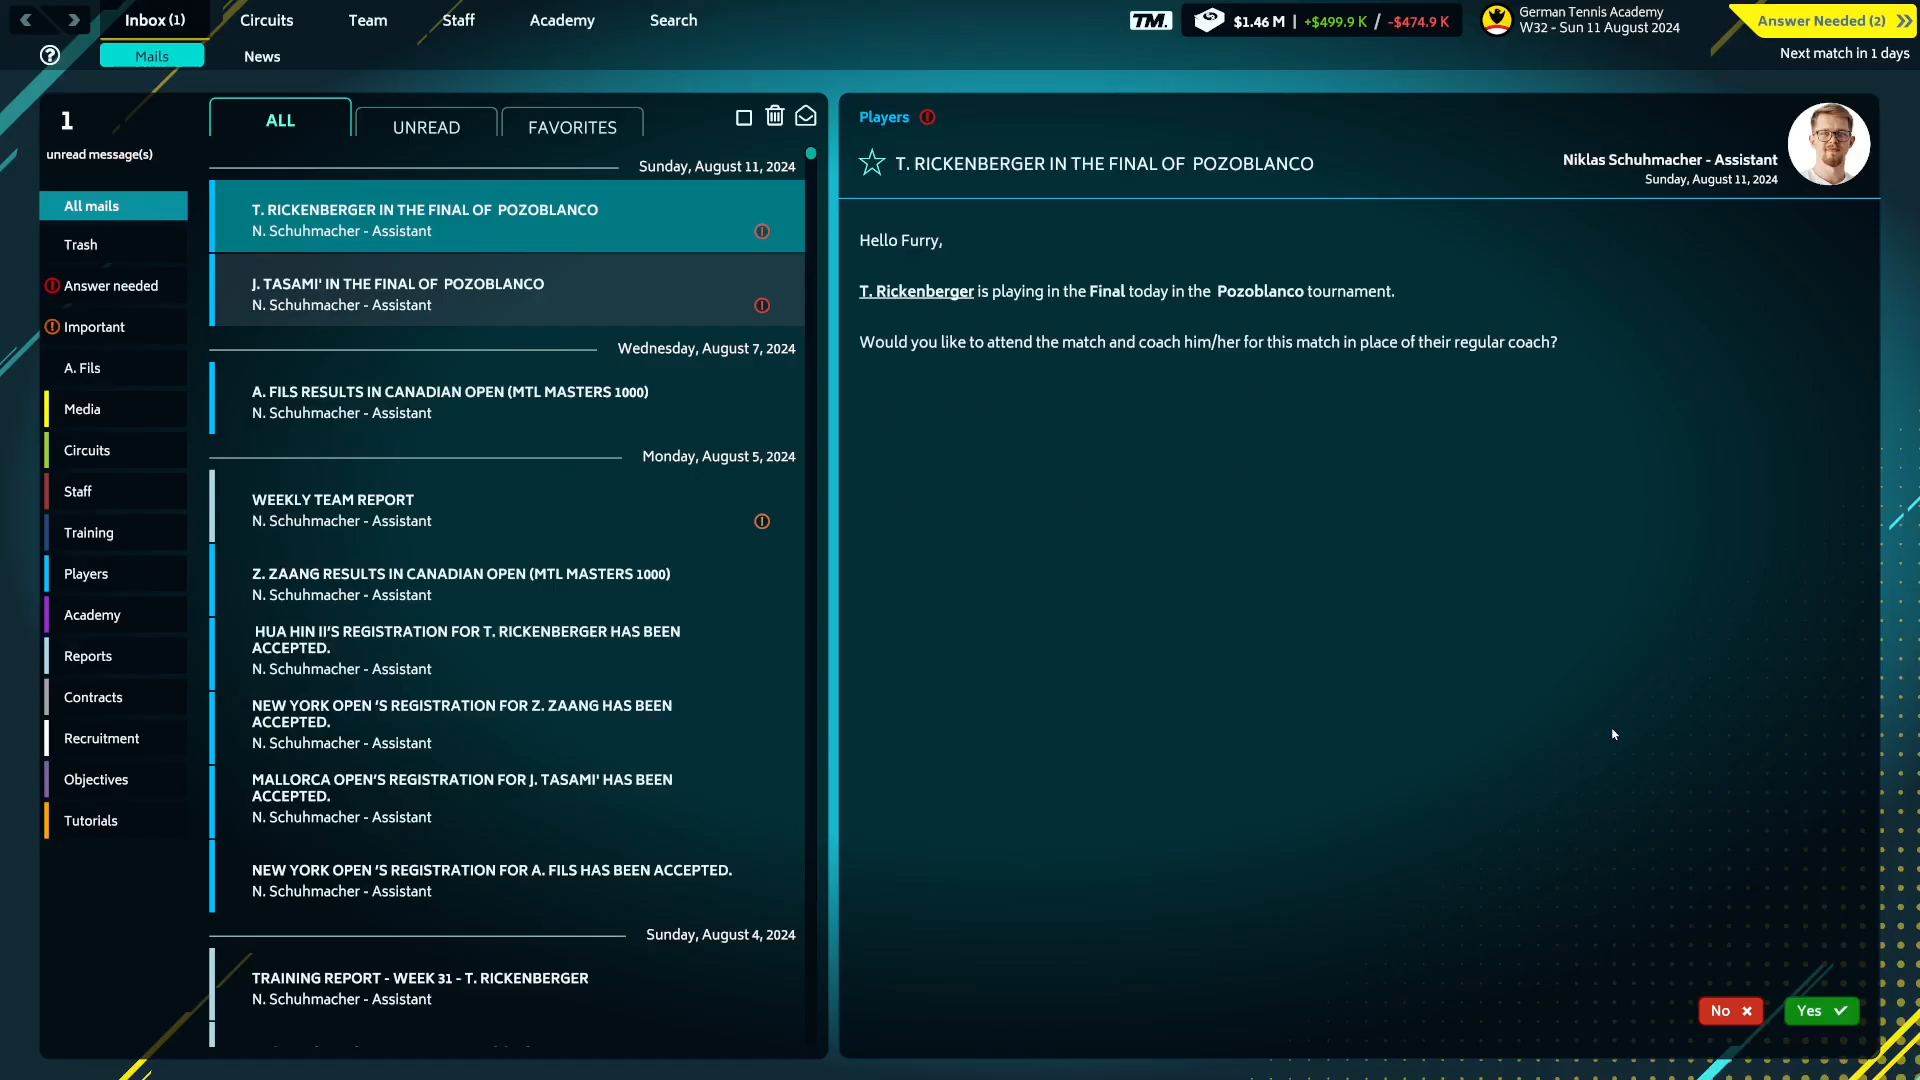 Inbox (1)
Circuits
Team
Staff
Academy
Search
TM.
$1.46 M | +$499.9 K / -$474.9 K
German Tennis Academy
W32 - Sun 11 August 2024
Answer Needed (2)
Mails
News
Next match in 1 days
1
unread message(s)
All mails
Trash
Answer needed
Important
A. Fils
Media
Circuits
Staff
Training
Players
Academy
Reports
Contracts
Recruitment
Objectives
Tutorials
ALL
UNREAD
FAVORITES
Sunday, August 11, 2024
T. RICKENBERGER IN THE FINAL OF POZOBLANCO
N. Schuhmacher - Assistant
J. TASAMI' IN THE FINAL OF POZOBLANCO
N. Schuhmacher - Assistant
Wednesday, August 7, 2024
A. FILS RESULTS IN CANADIAN OPEN (MTL MASTERS 1000)
N. Schuhmacher - Assistant
Monday, August 5, 2024
WEEKLY TEAM REPORT
N. Schuhmacher - Assistant
Z. ZAANG RESULTS IN CANADIAN OPEN (MTL MASTERS 1000)
N. Schuhmacher - Assistant
HUA HIN II'S REGISTRATION FOR T. RICKENBERGER HAS BEEN
ACCEPTED.
N. Schuhmacher - Assistant
NEW YORK OPEN 'S REGISTRATION FOR Z. ZAANG HAS BEEN
ACCEPTED.
N. Schuhmacher - Assistant
MALLORCA OPEN'S REGISTRATION FOR J. TASAMI' HAS BEEN
ACCEPTED.
N. Schuhmacher - Assistant
NEW YORK OPEN 'S REGISTRATION FOR A. FILS HAS BEEN ACCEPTED.
N. Schuhmacher - Assistant
Sunday, August 4, 2024
TRAINING REPORT - WEEK 31 - T. RICKENBERGER
N. Schuhmacher - Assistant
Players
T. RICKENBERGER IN THE FINAL OF POZOBLANCO
Niklas Schuhmacher - Assistant
Sunday, August 11, 2024
Hello Furry,
T. Rickenberger is playing in the Final today in the Pozoblanco tournament.
Would you like to attend the match and coach him/her for this match in place of their regular coach?
No
Yes